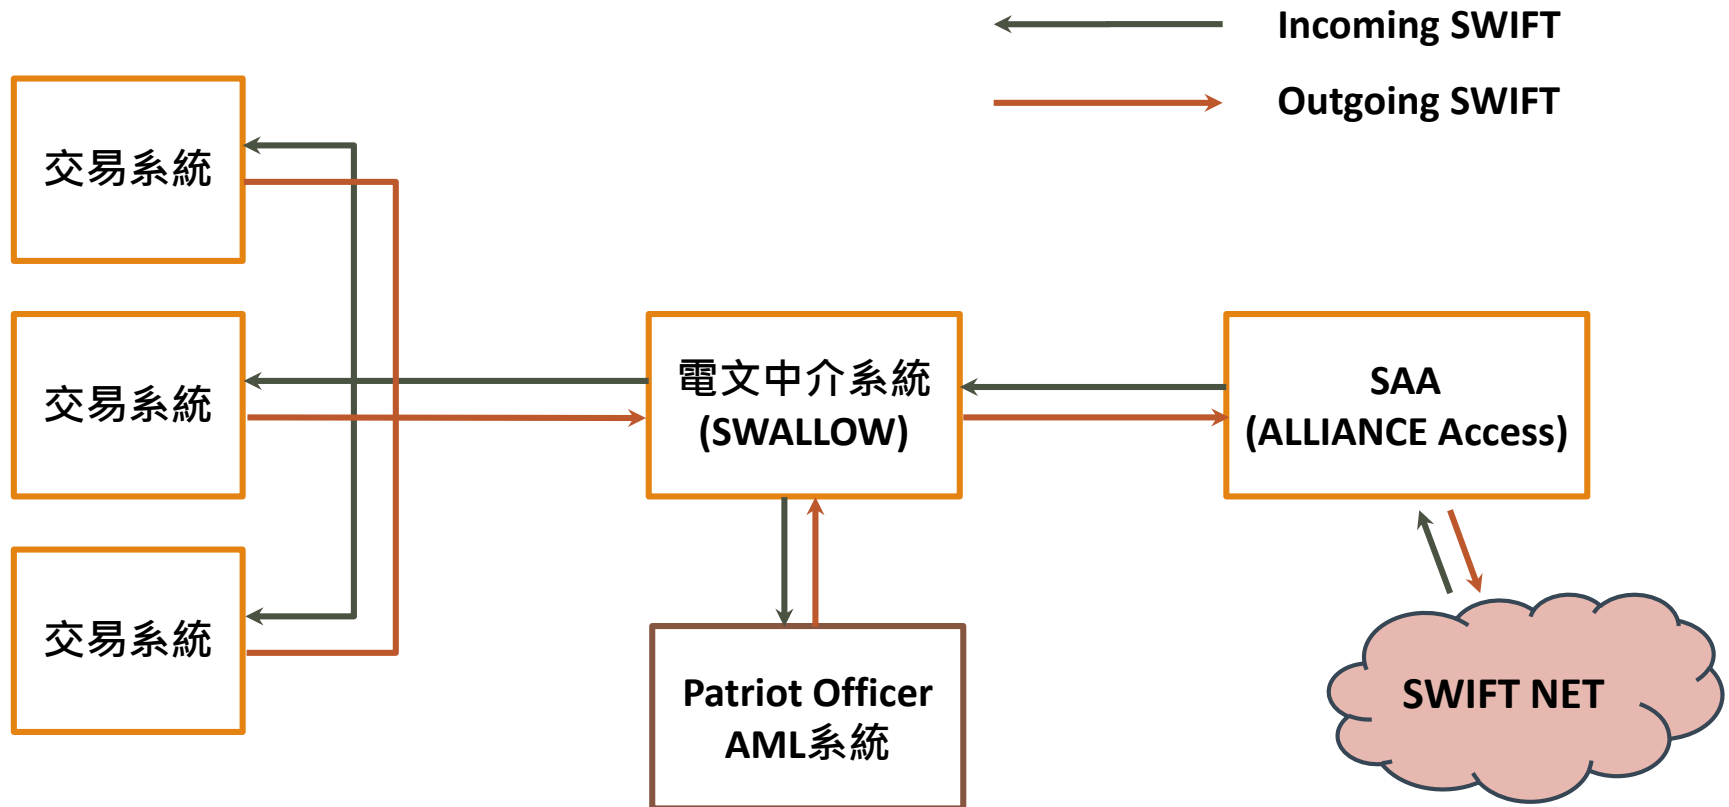 Incoming SWIFT
Outgoing SWIFT
交易系統
交易系統
電文中介系統
(SWALLOW)
SAA
(ALLIANCE Access)
交易系統
Patriot Officer
AML系統
SWIFT NET